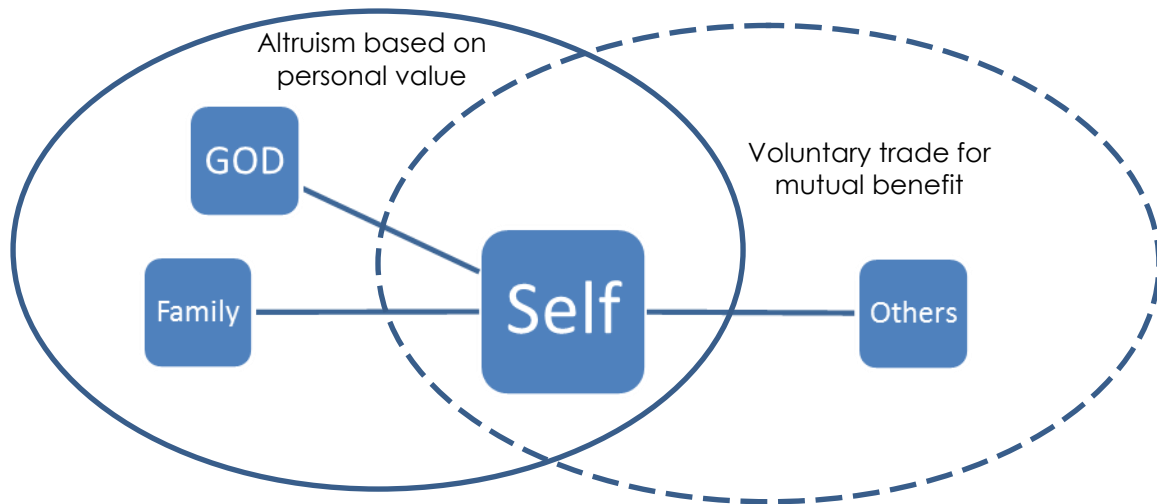 Altruism based on
personal value
GOD
Voluntary trade for
mutual benefit
Family
Self
Others